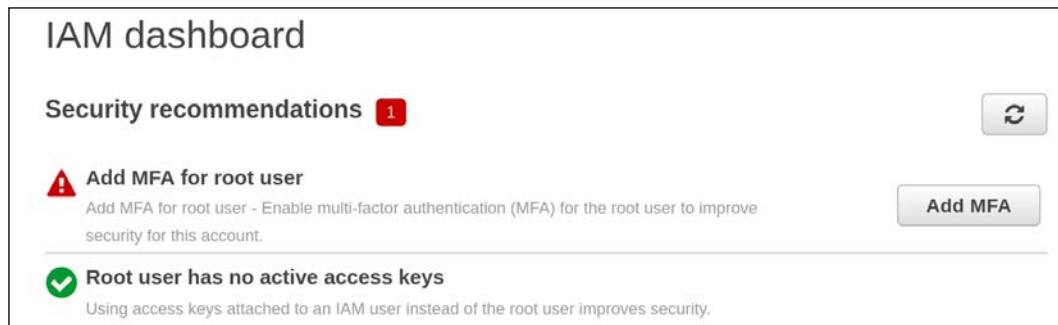 IAM dashboard
Security recommendations 1
Add MFA for root user
Add MFA for root user - Enable multi-factor authentication (MFA) for the root user to improve
security for this account.
Add MFA
Root user has no active access keys
Using access keys attached to an IAM user instead of the root user improves security.